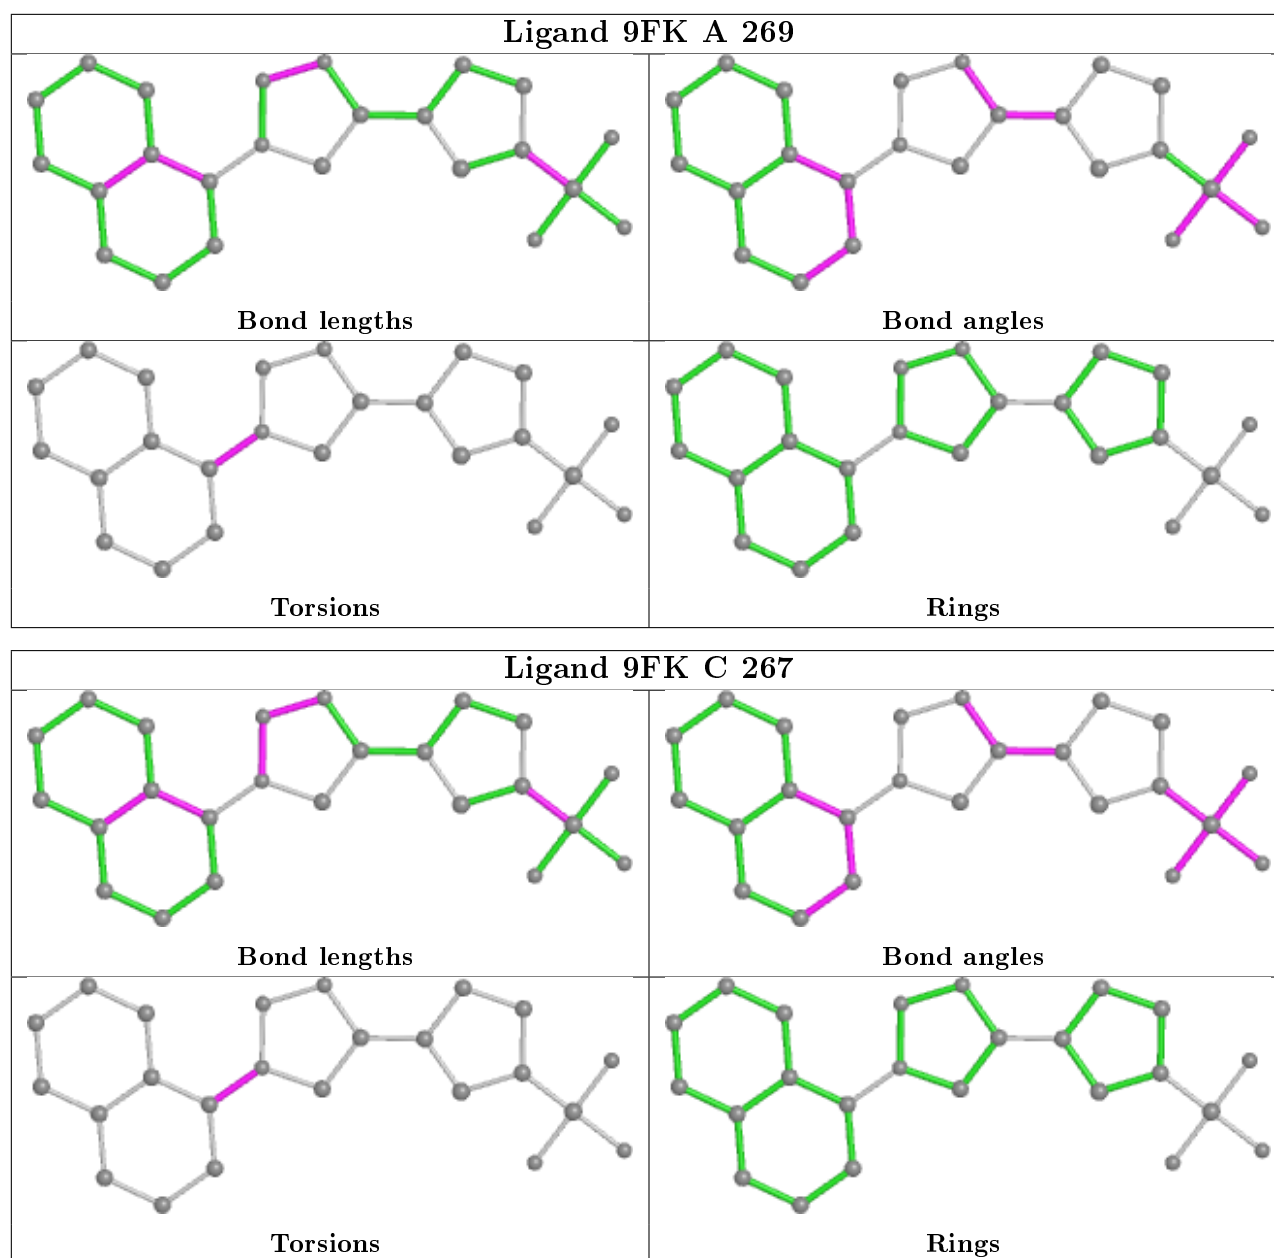 Ligand 9FK A 269
Bond lengths
Bond angles
Torsions
Rings
Ligand 9FK C 267
Bond lengths
Bond angles
Torsions
Rings